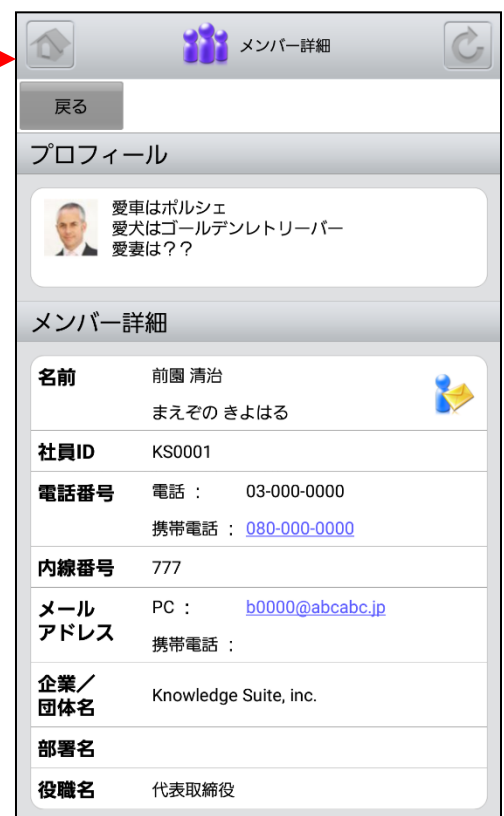 メンバー詳細
戻る
プロフィール
愛車はポルシェ
愛犬はゴールデンレトリーバー
愛妻は??
メンバー詳細
名前 前園 清治
まえぞの きよはる
社員ID KS0001
電話番号 電話 : 03-000-0000
携帯電話 : 080-000-0000
内線番号 777
メール
アドレス
PC : b0000@abcabc.jp
携帯電話 :
企業/
団体名
Knowledge Suite, inc.
部署名
役職名 代表取締役